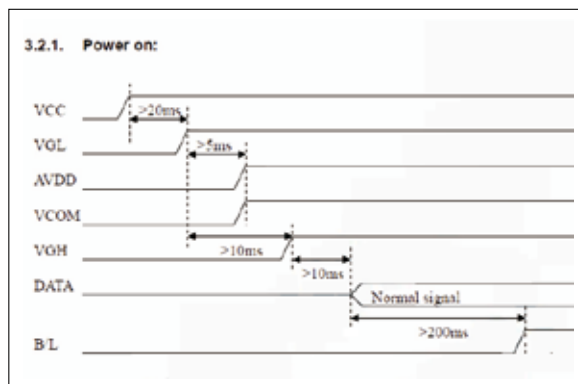 3.2.1. Power on:
VCC >20ms
VGL >5ms
AVDD
VCOM
VGH >10ms >10ms
DATA Normal signal
>200ms
B/L